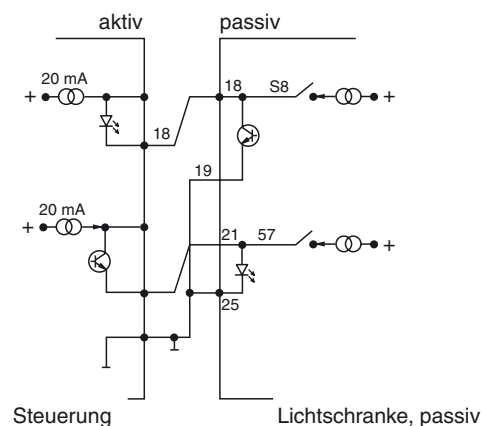 aktiv passiv
20 mA 18 S8
+ +
18
19
20 mA
+ 21 57 +
25
Steuerung Lichtschranke, passiv